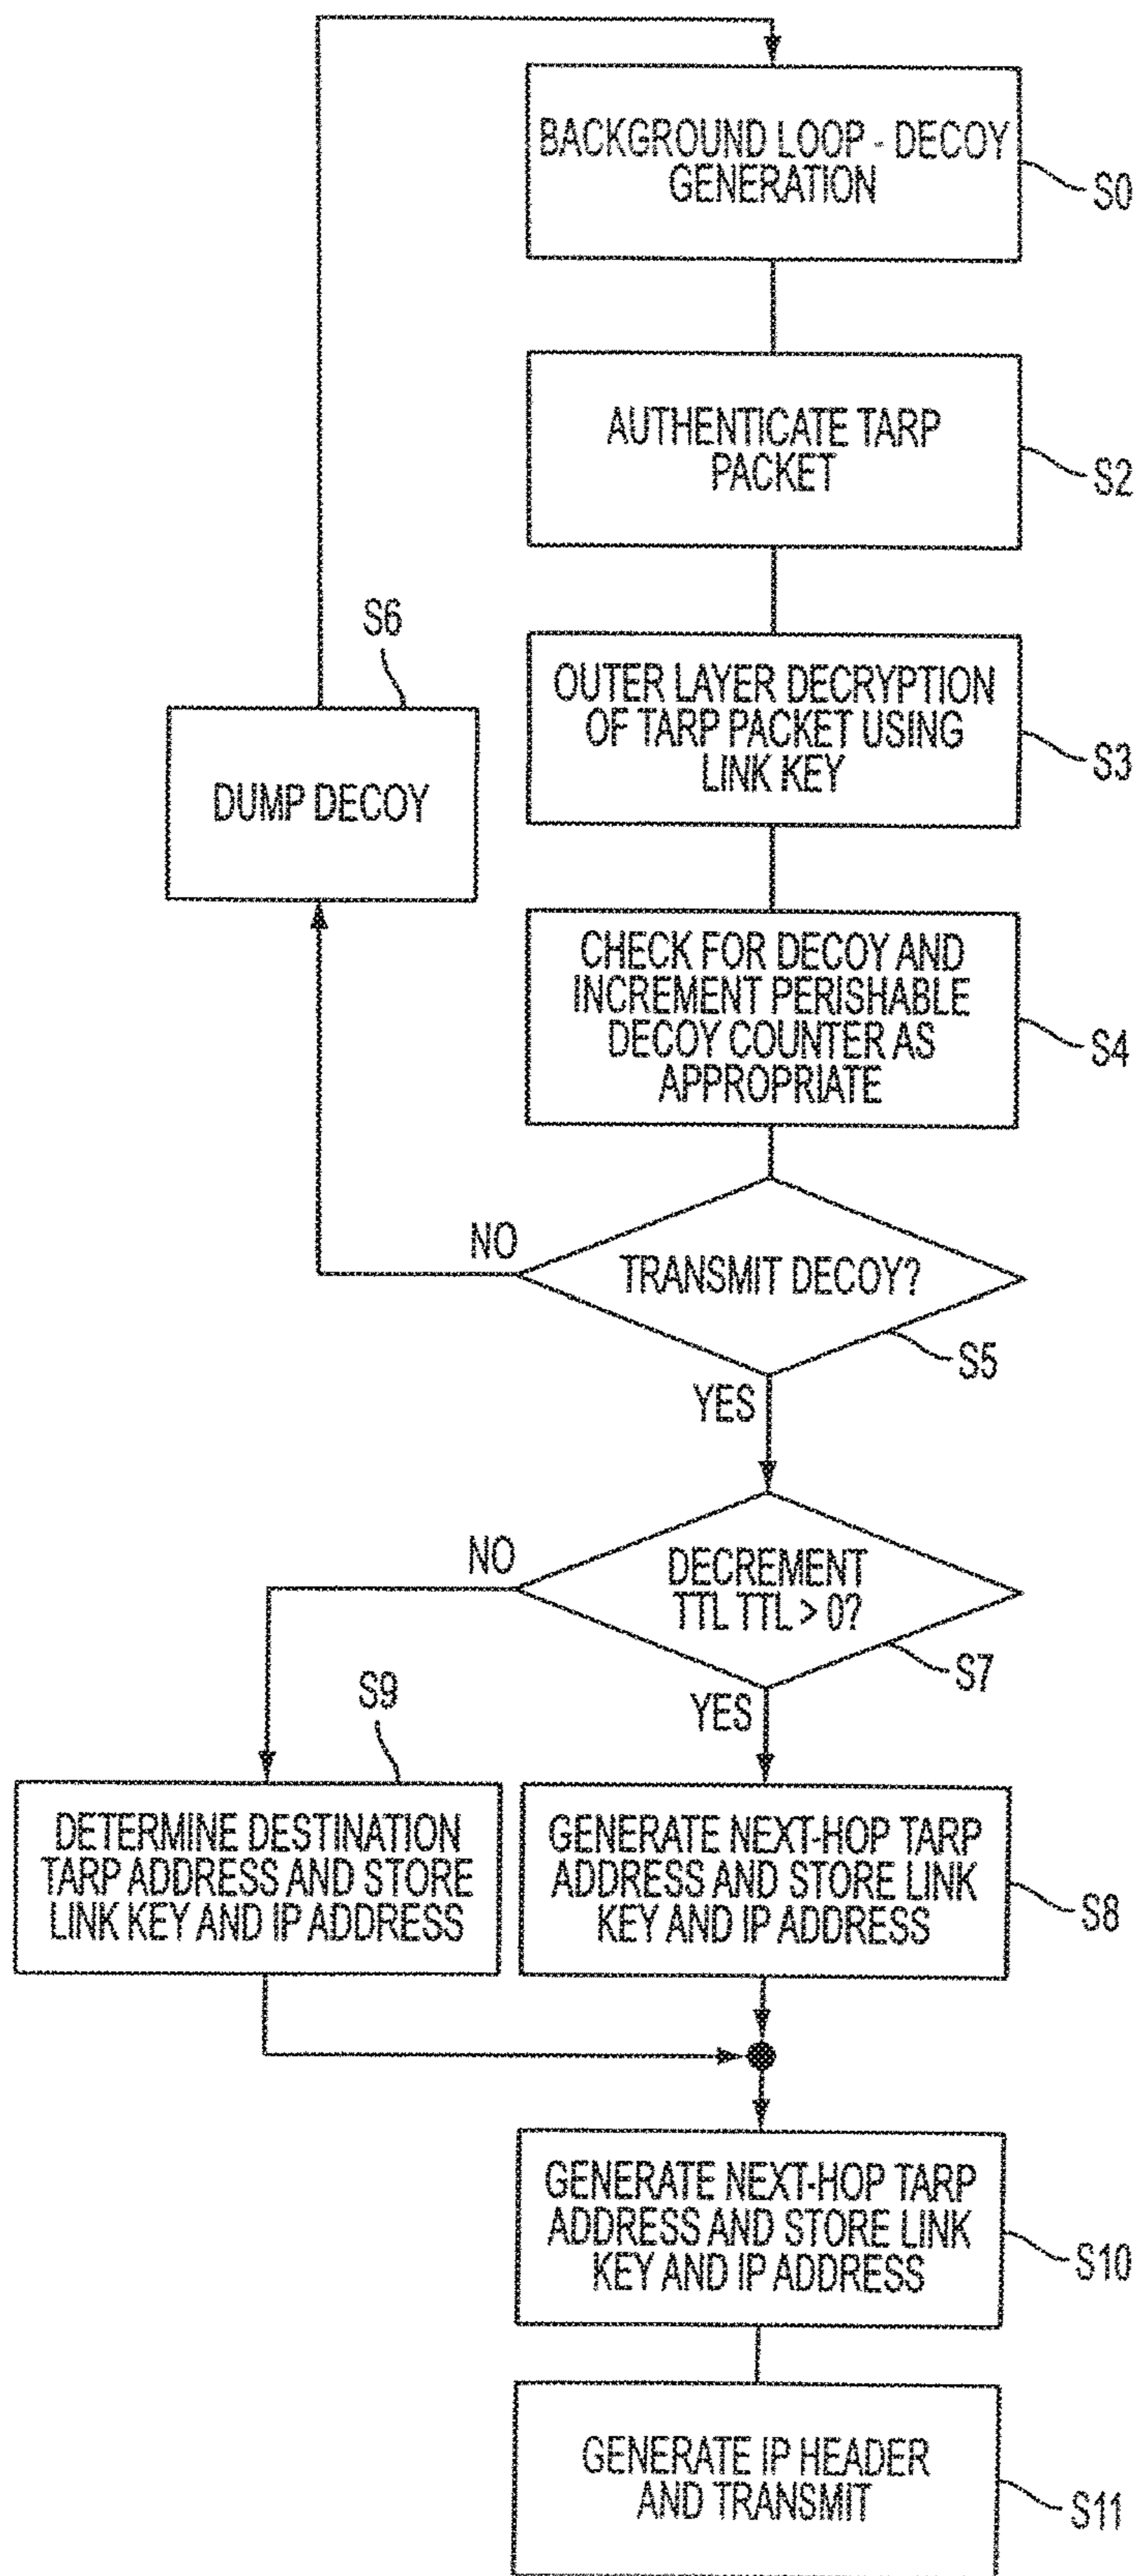 BACKGROUND LOOP - DECOY
GENERATION
S0
AUTHENTICATE TARP
PACKET
S2
S6
OUTER LAYER DECRYPTION
OF TARP PACKET USING
LINK KEY
S3
DUMP DECOY
CHECK FOR DECOY AND
INCREMENT PERISHABLE
DECOY COUNTER AS
APPROPRIATE
S4
NO
TRANSMIT DECOY?
S5
YES
NO
DECREMENT
TTL TTL > 0?
S7
YES
S9
DETERMINE DESTINATION
TARP ADDRESS AND STORE
LINK KEY AND IP ADDRESS
GENERATE NEXT-HOP TARP
ADDRESS AND STORE LINK
KEY AND IP ADDRESS
S8
GENERATE NEXT-HOP TARP
ADDRESS AND STORE LINK
KEY AND IP ADDRESS
S10
GENERATE IP HEADER
AND TRANSMIT
S11